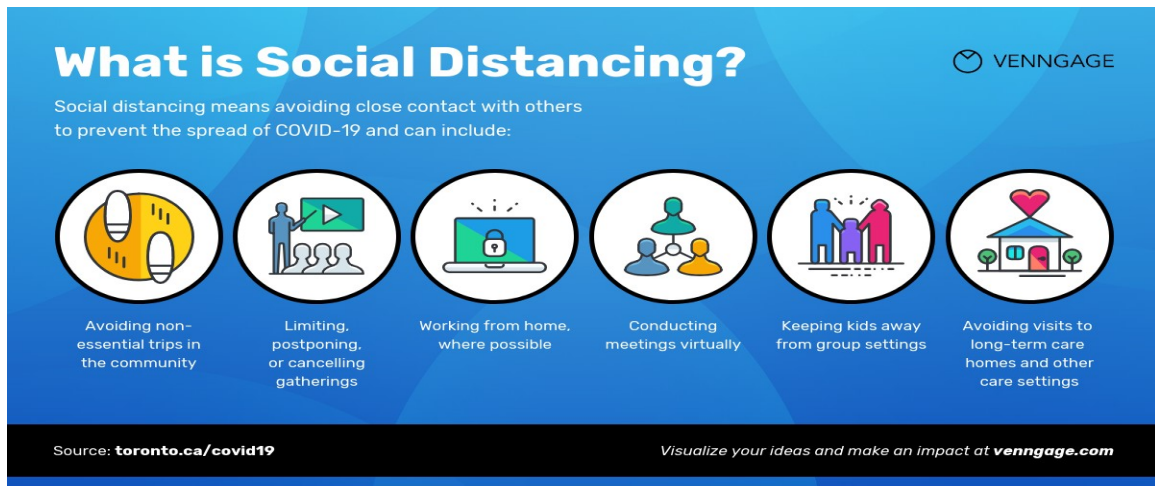 What is Social Distancing?
VENNGAGE
Social distancing means avoiding close contact with others
to prevent the spread of COVID-19 and can include:
Avoiding non-
essential trips in
the community
Limiting,
postponing,
or cancelling
gatherings
Working from home,
where possible
Conducting
meetings virtually
Keeping kids away
from group settings
Avoiding visits to
long-term care
homes and other
care settings
Source: toronto.ca/covid19
Visualize your ideas and make an impact at venngage.com